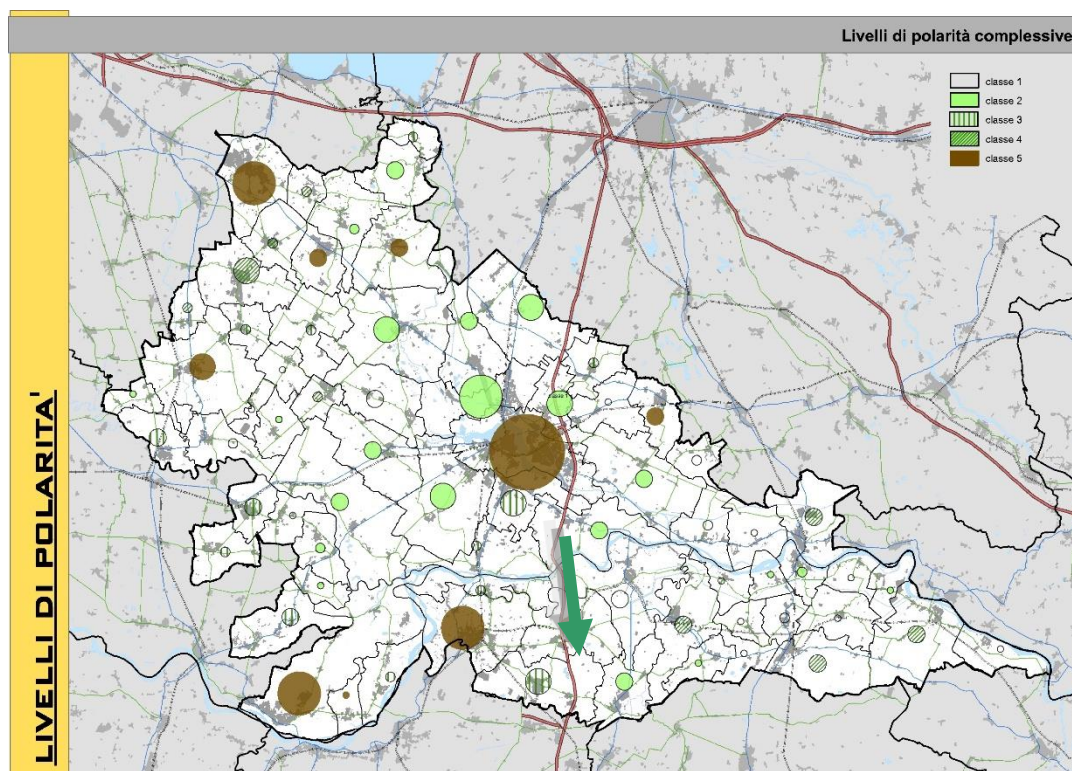 Livelli di polarità complessive
classe 1
classe 2
classe 3
classe 4
classe 5
LIVELLI DI POLARITA'